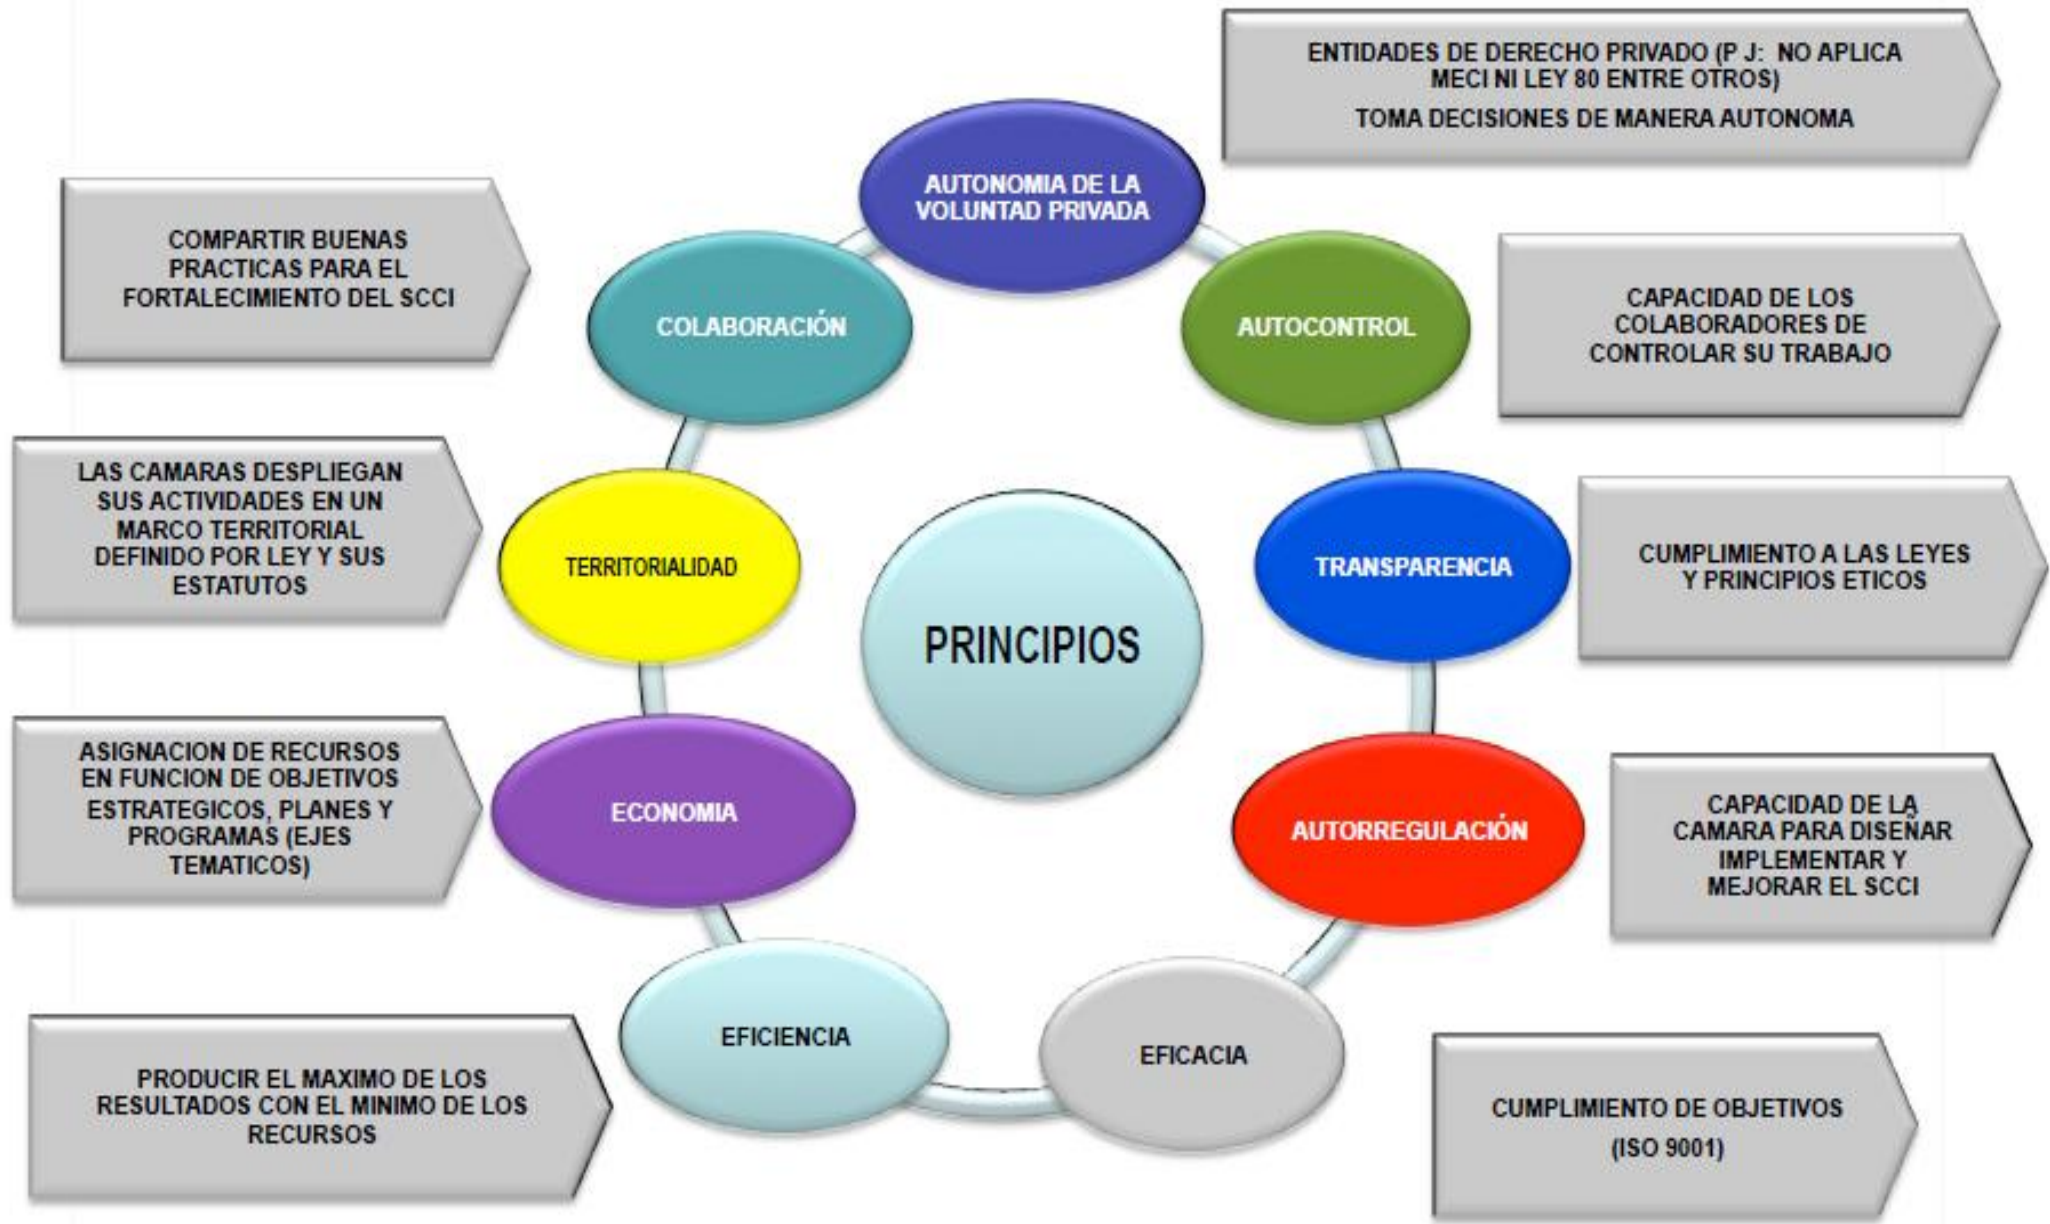 ENTIDADES DE DERECHO PRIVADO (P J:  NO APLICA
MECI NI LEY 80 ENTRE OTROS)
TOMA DECISIONES DE MANERA AUTONOMA
AUTONOMIA DE LA
VOLUNTAD PRIVADA
COMPARTIR BUENAS
PRACTICAS PARA EL
FORTALECIMIENTO DEL SCCI
COLABORACIÓN
AUTOCONTROL
CAPACIDAD DE LOS
COLABORADORES DE
CONTROLAR SU TRABAJO
LAS CAMARAS DESPLIEGAN
SUS ACTIVIDADES EN UN
MARCO TERRITORIAL
DEFINIDO POR LEY Y SUS
ESTATUTOS
TERRITORIALIDAD
TRANSPARENCIA
CUMPLIMIENTO A LAS LEYES
Y PRINCIPIOS ETICOS
PRINCIPIOS
ASIGNACION DE RECURSOS
EN FUNCION DE OBJETIVOS
ESTRATEGICOS, PLANES Y
PROGRAMAS (EJES
TEMATICOS)
ECONOMIA
AUTORREGULACIÓN
CAPACIDAD DE LA
CAMARA PARA DISEÑAR
IMPLEMENTAR Y
MEJORAR EL SCCI
EFICIENCIA
EFICACIA
PRODUCIR EL MAXIMO DE LOS
RESULTADOS CON EL MINIMO DE LOS
RECURSOS
CUMPLIMIENTO DE OBJETIVOS
(ISO 9001)